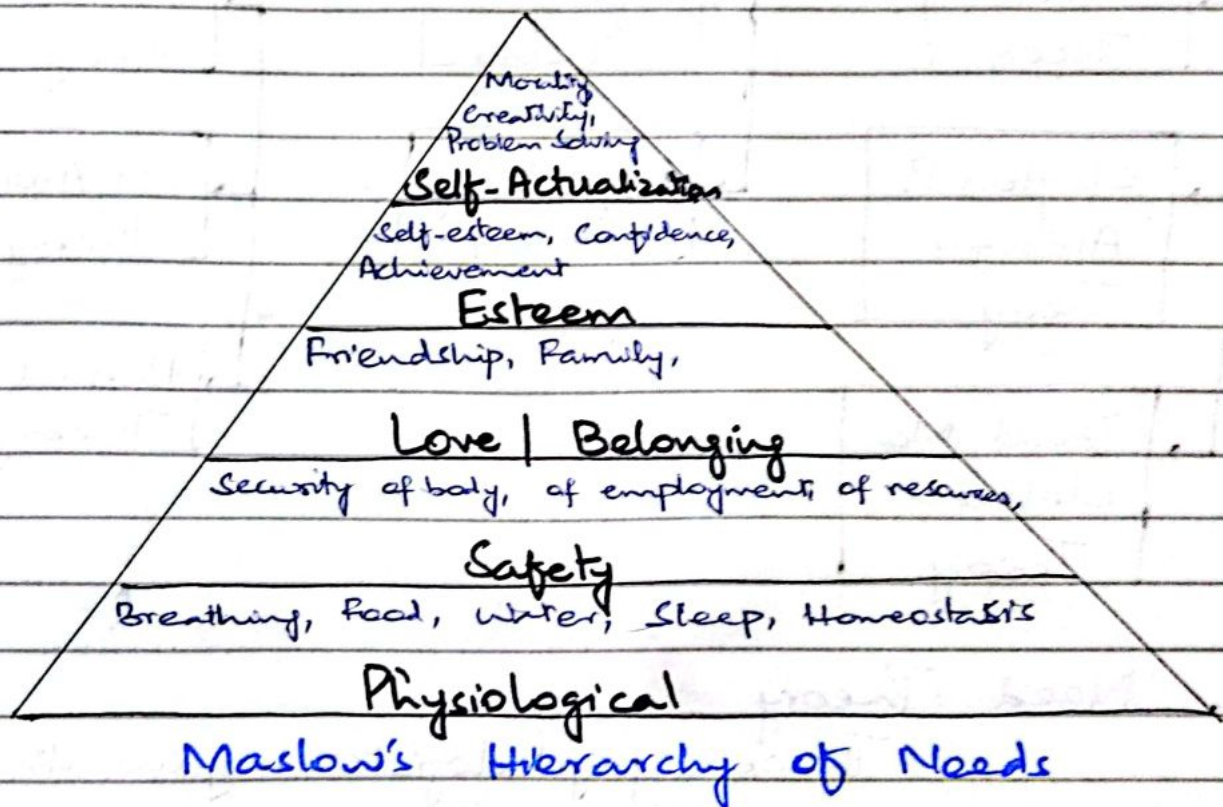 Morality
Creativity,
Problem Solving
Self-Actualization
Self-esteem, Confidence,
Achievement
Esteem
Friendship, Family,
Love | Belonging
Security of body, of employment, of resources,
Safety
Breathing, Food, Water, Sleep, Homeostasis
Physiological
Maslow's Hierarchy of Needs